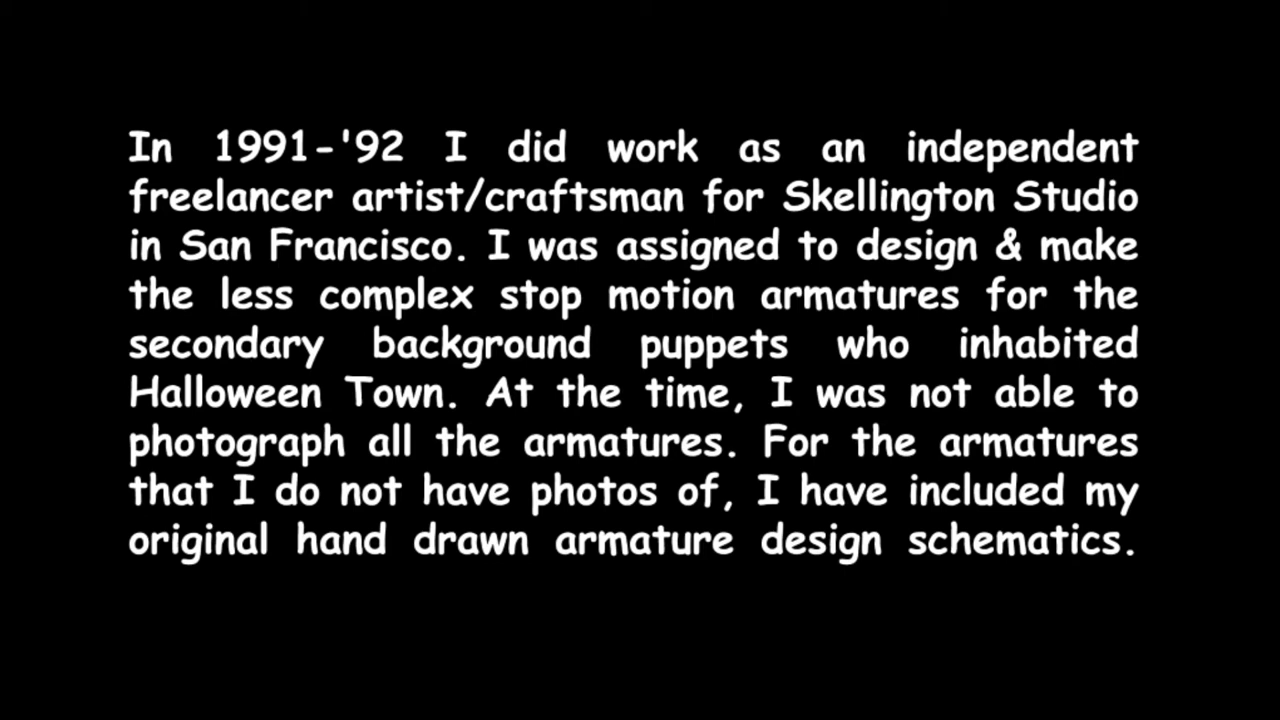 In 1991-'92 I did work as an independent
freelancer artist/craftsman for Skellington Studio
in San Francisco. I was assigned to design & make
the less complex stop motion armatures for the
secondary background puppets who inhabited
Halloween Town. At the time, I was not able to
photograph all the armatures. For the armatures
that I do not have photos of, I have included my
original hand drawn armature design schematics.